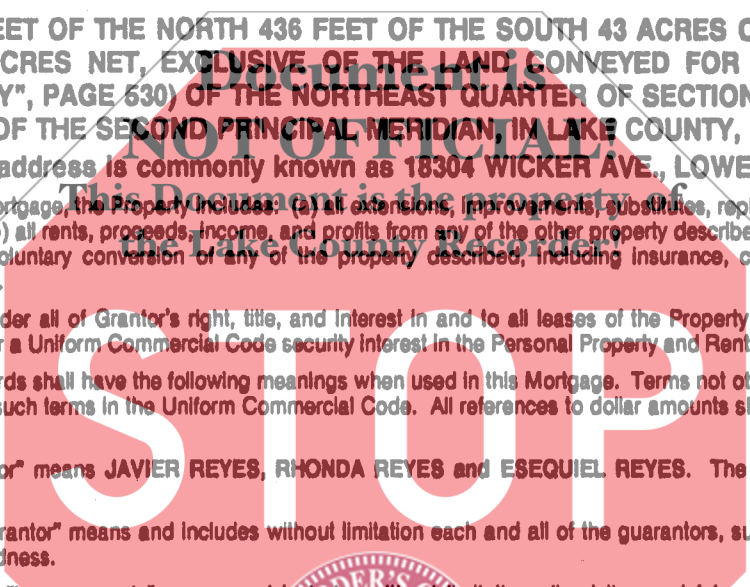 EET OF THE NORTH 436 FEET OF THE SOUTH 43 ACRES
CRES NET, EXCLUSIVE OF THE LAND CONVEYED FOR
Document is
Y", PAGE 530) OF THE NORTHEAST QUARTER OF SECTION
OF THE SECOND PRINCIPAL MERIDIAN, IN LAKE COUNTY,
NOT OFFICIAL!
address is commonly known as 18304 WICKER AVE., LOWE
This Document is the property of
ortgage, the Property includes: (a) all extensions, improvements, substitutes, repl
) all rents, proceeds, income, and profits from any of the other property describe
the Lake County Recorder!
oluntary conversion of any of the property described, including insurance, c
der all of Grantor's right, title, and interest in and to all leases of the Property
r a Uniform Commercial Code security interest in the Personal Property and Rent
STOP
rds shall have the following meanings when used in this Mortgage. Terms not ot
such terms in the Uniform Commercial Code. All references to dollar amounts s
or" means JAVIER REYES, RHONDA REYES and ESEQUIEL REYES. The
rantor" means and includes without limitation each and all of the guarantors, su
dness.
DER'S